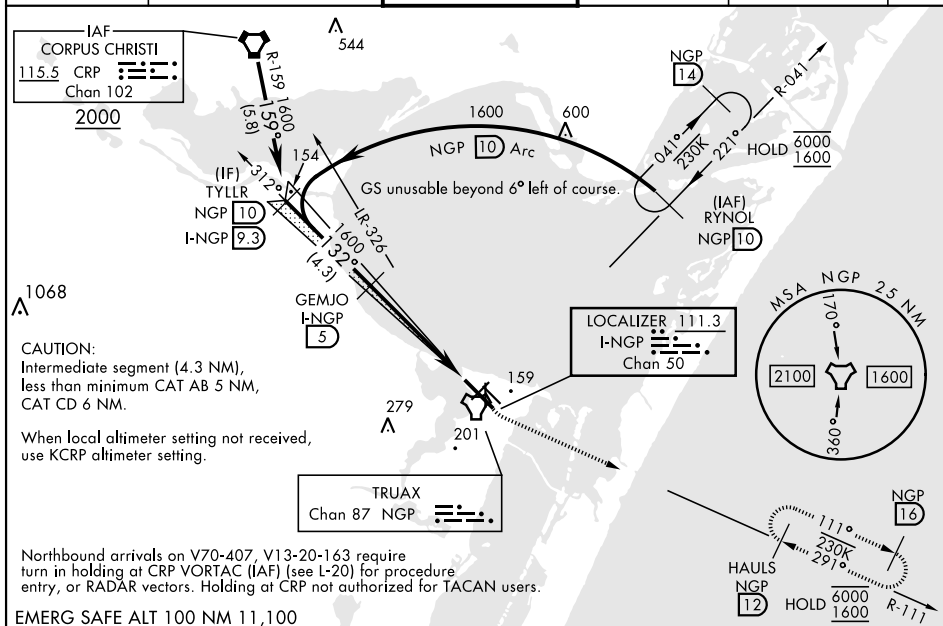 IAF
CORPUS CHRISTI
115.5 CRP
Chan 102
2000
544
R-159
1600
159°
(5.8)
1600
600
NGP 10 Arc
GS unusable beyond 6° left of course.
NGP
14
R-041
041°
230K
221°
HOLD 6000
1600
(IAF)
RYNOL
NGP 10
154
312°
(IF)
TYLLR
NGP 10
I-NGP 9.3
LR-326
1600
132°
(4.3)
GEMJO
I-NGP
5
1068
CAUTION:
Intermediate segment (4.3 NM),
less than minimum CAT AB 5 NM,
CAT CD 6 NM.
When local altimeter setting not received,
use KCRP altimeter setting.
LOCALIZER 111.3
I-NGP
Chan 50
159
279
201
TRUAX
Chan 87 NGP
MSA NGP 25 NM
170°
2100
1600
360°
NGP
16
111°
230K
291°
HAULS
NGP
12
HOLD 6000
1600
R-111
Northbound arrivals on V70-407, V13-20-163 require
turn in holding at CRP VORTAC (IAF) (see L-20) for procedure
entry, or RADAR vectors. Holding at CRP not authorized for TACAN users.
EMERG SAFE ALT 100 NM 11,100